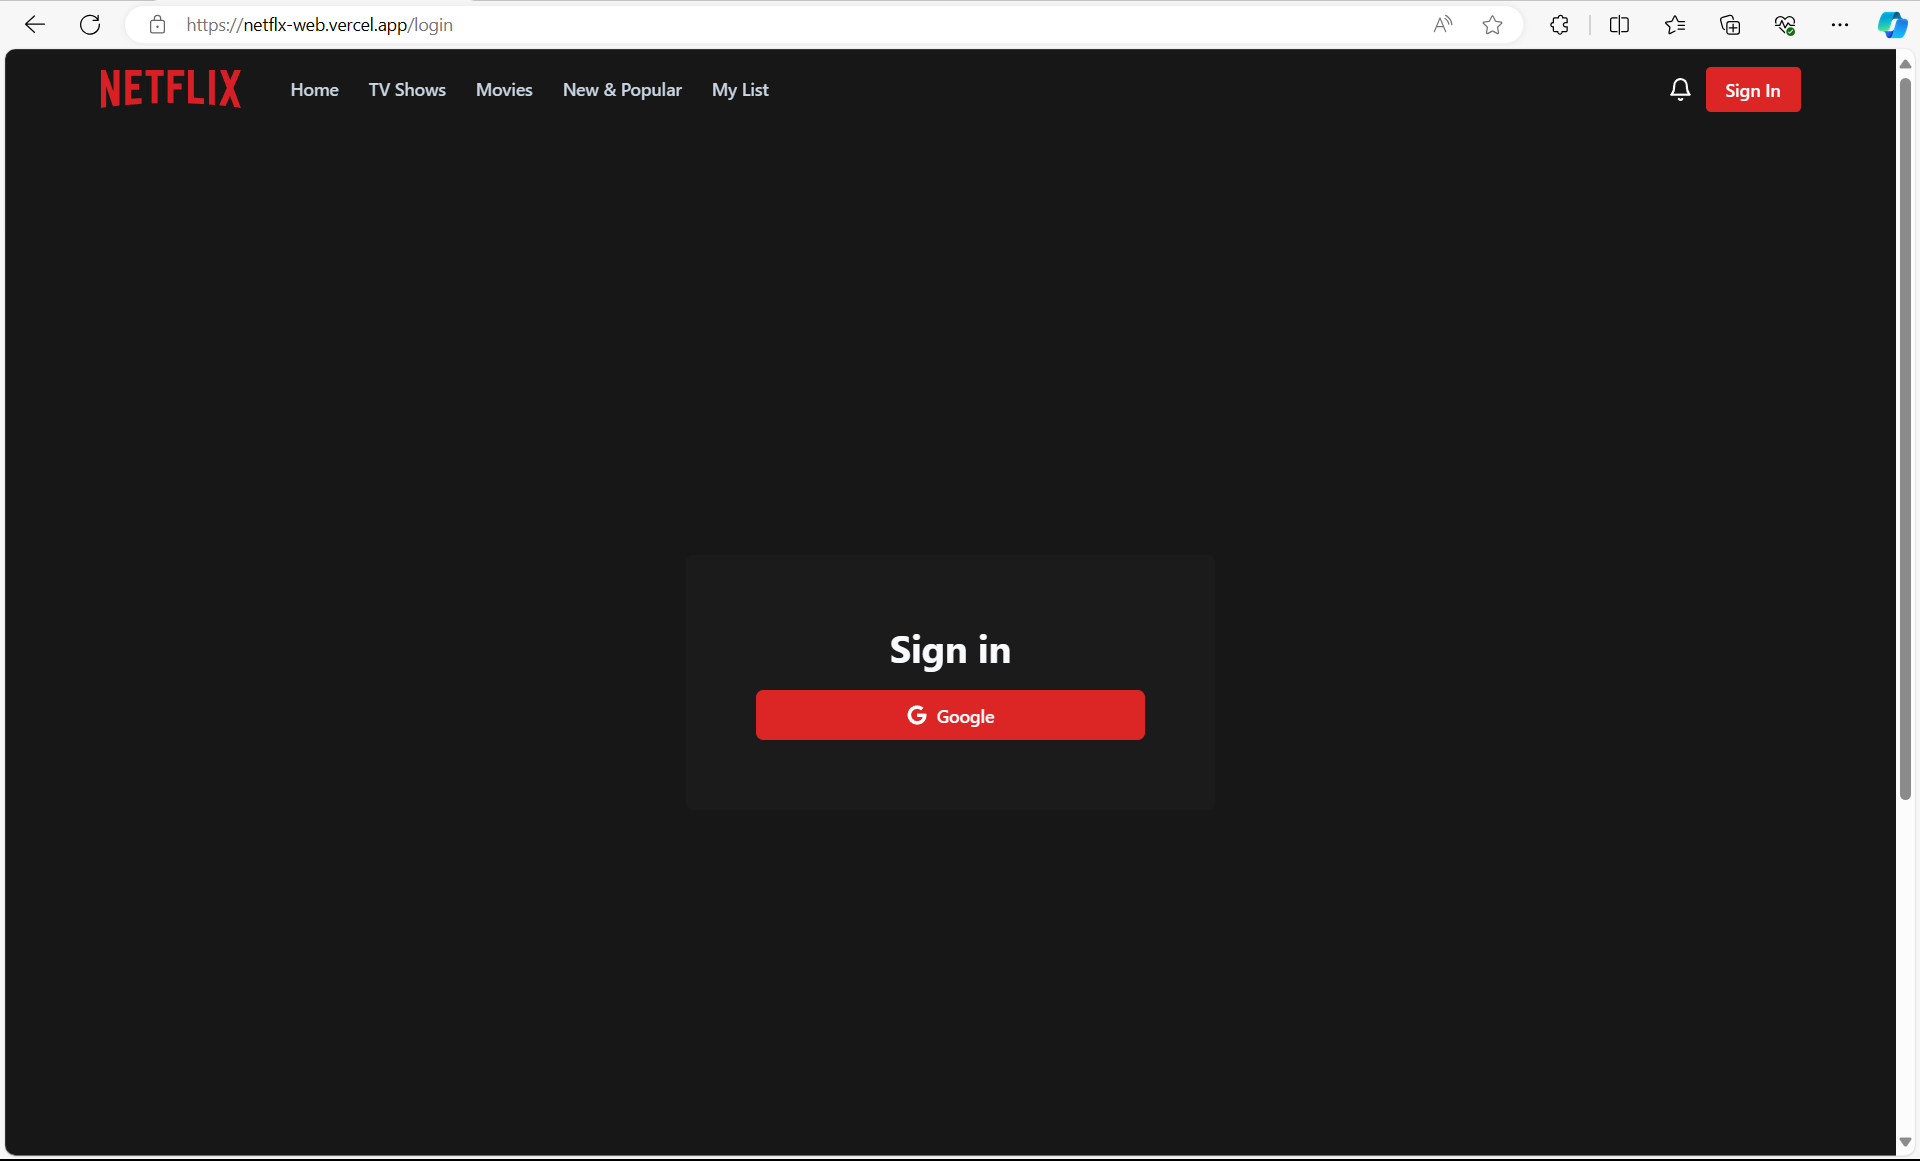 https://netflx-web.vercel.app/login
NETFLIX Home TV Shows Movies New & Popular My List Sign In
Sign in
Google